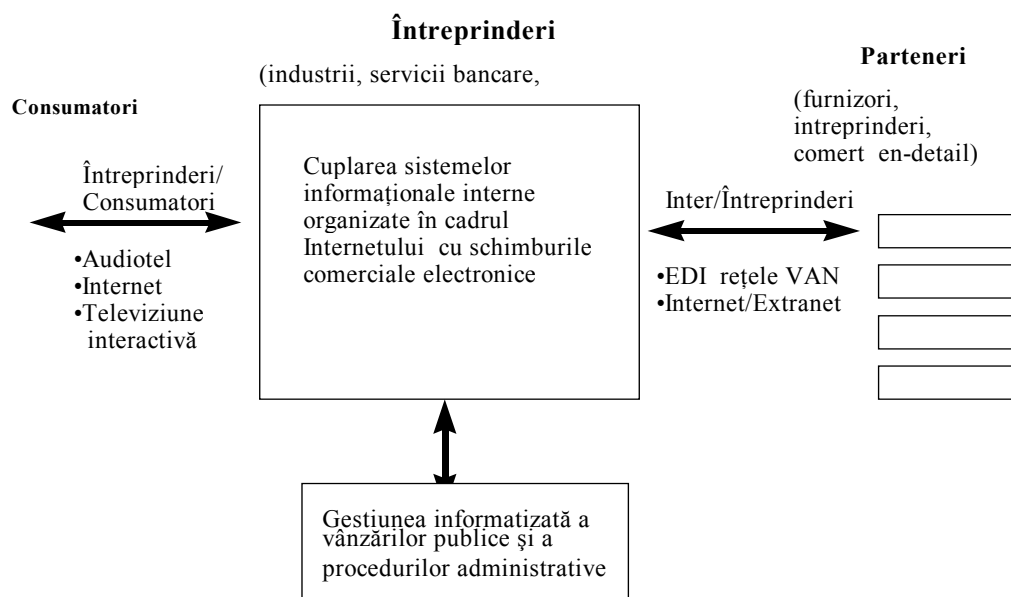 Întreprinderi
(industrii, servicii bancare,
Parteneri
(furnizori,
intreprinderi,
comert en-detail)
Consumatori
Întreprinderi/
Consumatori
•Audiotel
•Internet
•Televiziune
interactivă
Cuplarea sistemelor
informaționale interne
organizate în cadrul
Internetului cu schimburile
comerciale electronice
Inter/Întreprinderi
•EDI rețele VAN
•Internet/Extranet
Gestiunea informatizată a
vânzărilor publice şi a
procedurilor administrative